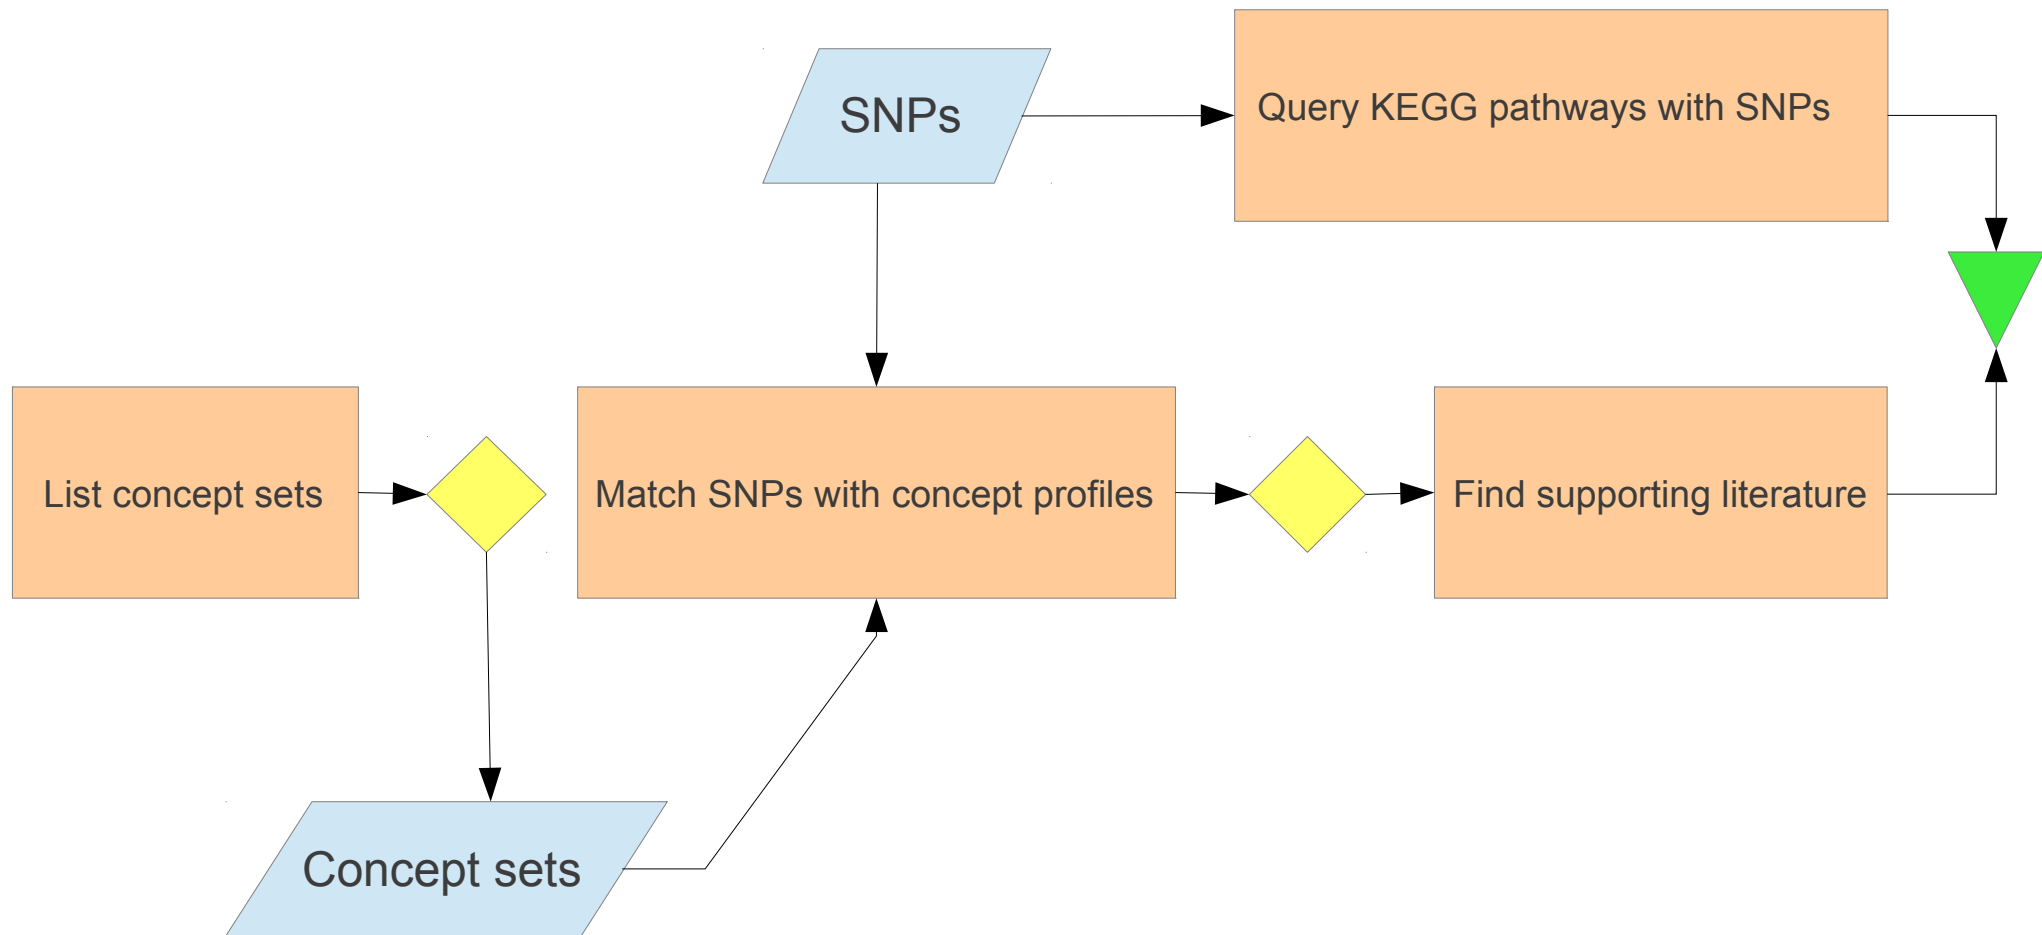 SNPs
Query KEGG pathways with SNPs
List concept sets
Match SNPs with concept profiles
Find supporting literature
Concept sets